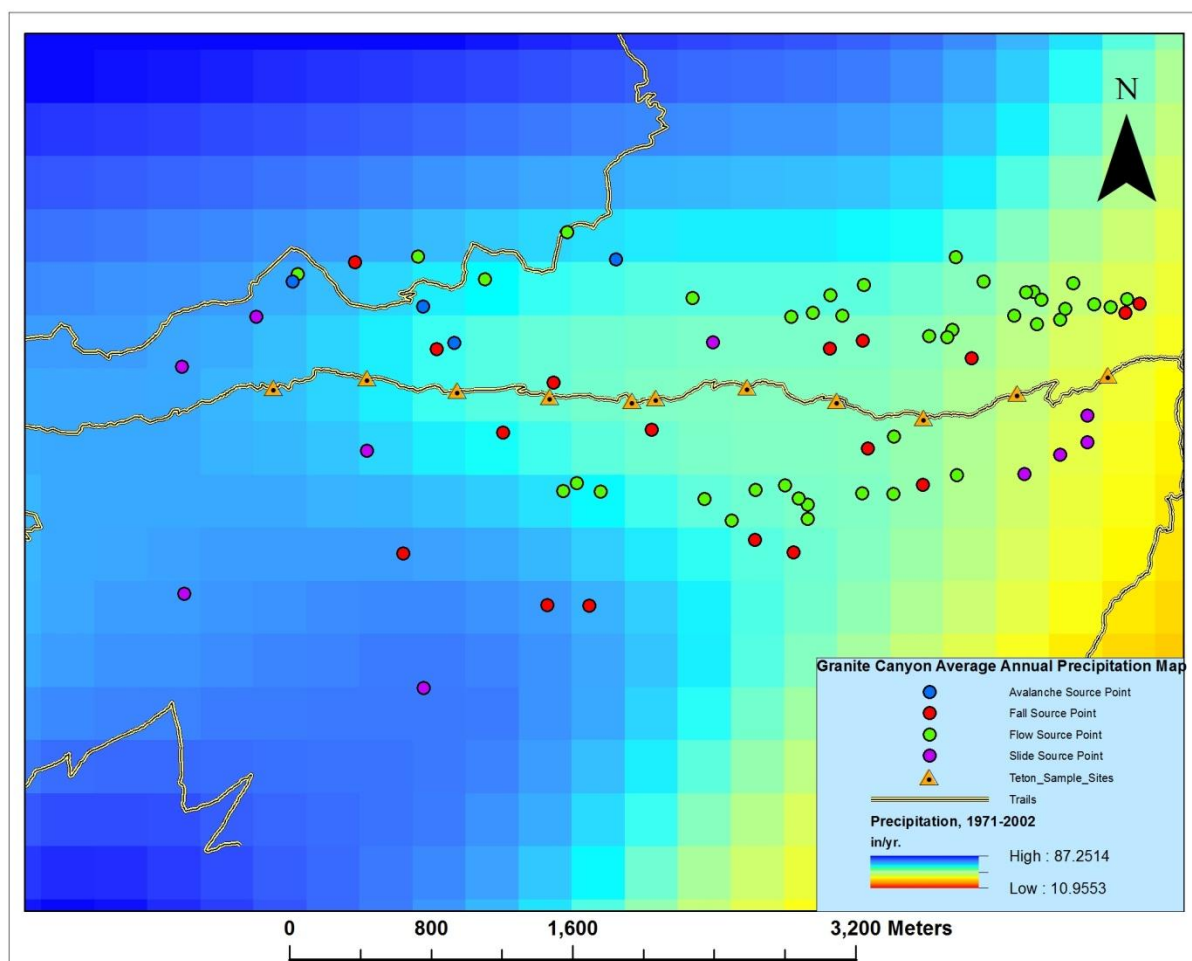 N
Granite Canyon Average Annual Precipitation Map
Avalanche Source Point
Fall Source Point
Flow Source Point
Slide Source Point
Teton_Sample_Sites
Trails
Precipitation, 1971-2002
in/yr.
High : 87.2514
Low : 10.9553
0 800 1,600 3,200 Meters